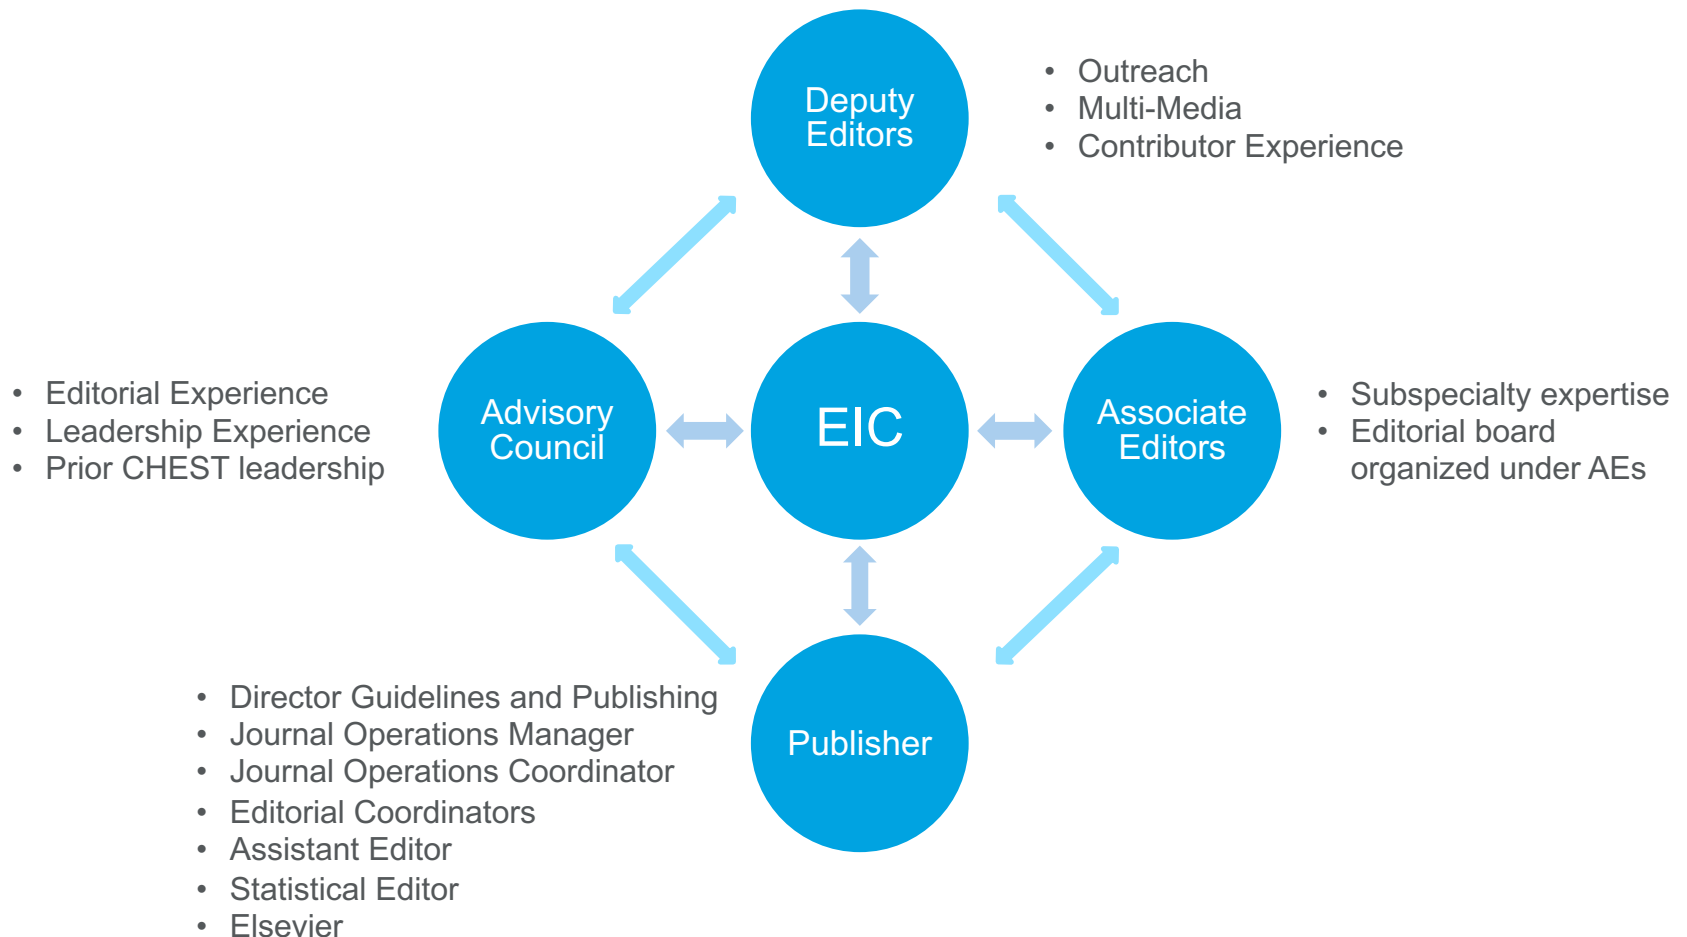 Deputy
Editors
• Outreach
• Multi-Media
• Contributor Experience
• Editorial Experience
• Leadership Experience
• Prior CHEST leadership
Advisory
Council
EIC
Associate
Editors
• Subspecialty expertise
• Editorial board
organized under AEs
• Director Guidelines and Publishing
• Journal Operations Manager
• Journal Operations Coordinator
• Editorial Coordinators
• Assistant Editor
• Statistical Editor
• Elsevier
Publisher